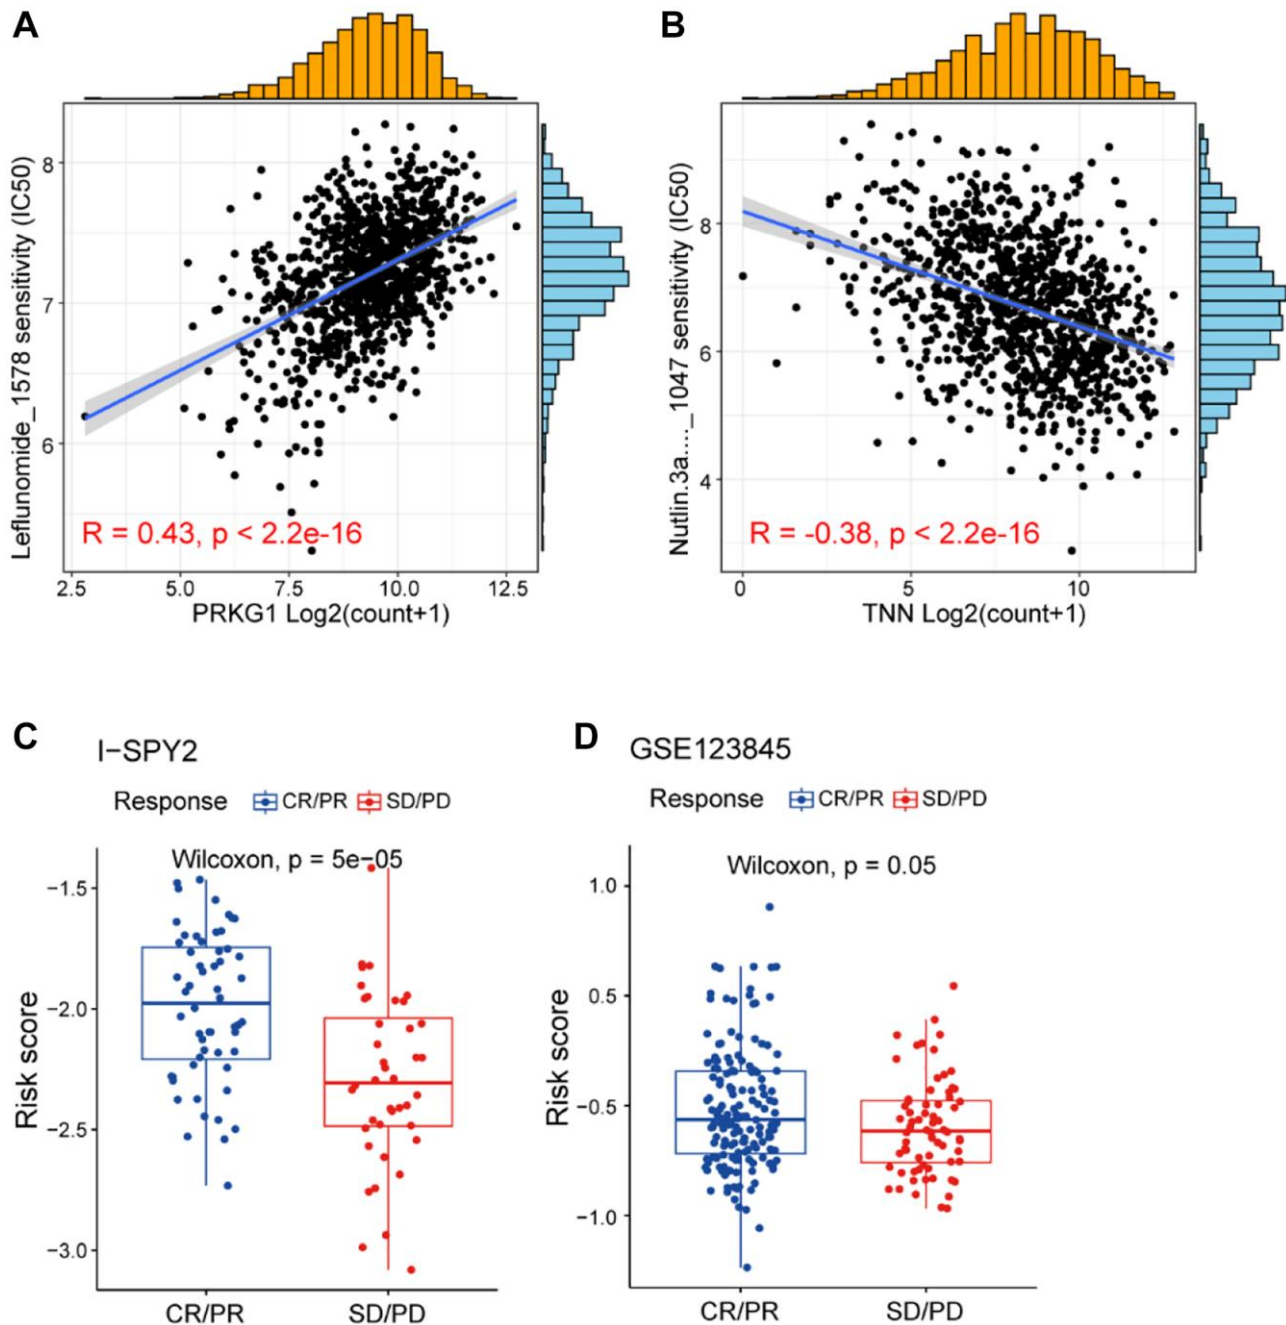 A
B
Leflunomide_1578 sensitivity (IC50)
8
7
6
R = 0.43, p < 2.2e-16
2.5
5.0
7.5
10.0
12.5
PRKG1 Log2(count+1)
Nutlin.3a...._1047 sensitivity (IC50)
8
6
4
R = -0.38, p < 2.2e-16
0
5
10
TNN Log2(count+1)
C
I−SPY2
Response CR/PR SD/PD
Wilcoxon, p = 5e−05
Risk score
−1.5
−2.0
−2.5
−3.0
CR/PR
SD/PD
D
GSE123845
Response CR/PR SD/PD
Wilcoxon, p = 0.05
Risk score
1.0
0.5
−0.5
−1.0
CR/PR
SD/PD